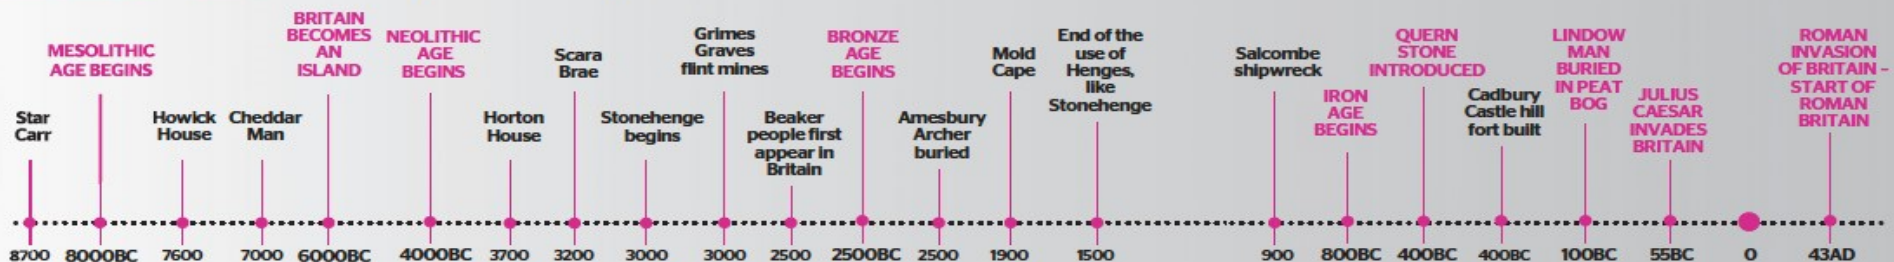 Star
Carr
8700
MESOLITHIC
AGE BEGINS
8000BC
Howick
House
7600
Cheddar
Man
7000
BRITAIN
BECOMES
AN
ISLAND
6000BC
NEOLITHIC
AGE
BEGINS
4000BC
Horton
House
3700
Scara
Brae
3200
Stonehenge
begins
3000
Grimes
Graves
flint mines
3000
Beaker
people first
appear in
Britain
2500
BRONZE
AGE
BEGINS
2500BC
Amesbury
Archer
buried
2500
Mold
Cape
1900
End of the
use of
Henges,
like
Stonehenge
1500
Salcombe
shipwreck
900
IRON
AGE
BEGINS
800BC
QUERN
STONE
INTRODUCED
400BC
Cadbury
Castle hill
fort built
400BC
LINDOW
MAN
BURIED
IN PEAT
BOG
100BC
JULIUS
CAESAR
INVADES
BRITAIN
55BC
0
ROMAN
INVASION
OF BRITAIN –
START OF
ROMAN
BRITAIN
43AD